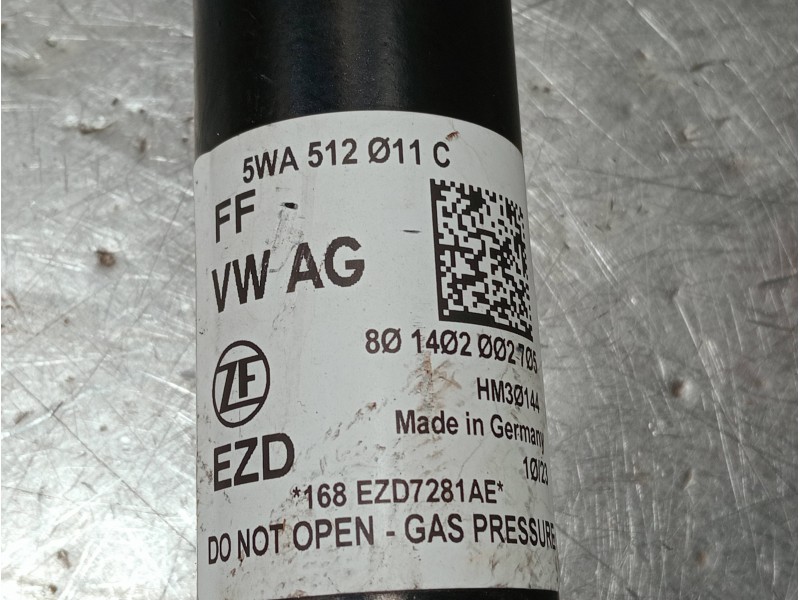 5WA 512 Ø11 C
FF
VW AG
8Ø 14Ø2 ØØ2 7Ø5
ZF
HM3Ø144
Made in Germany
EZD
1Ø/23
*168 EZD7281AE*
DO NOT OPEN - GAS PRESSURE